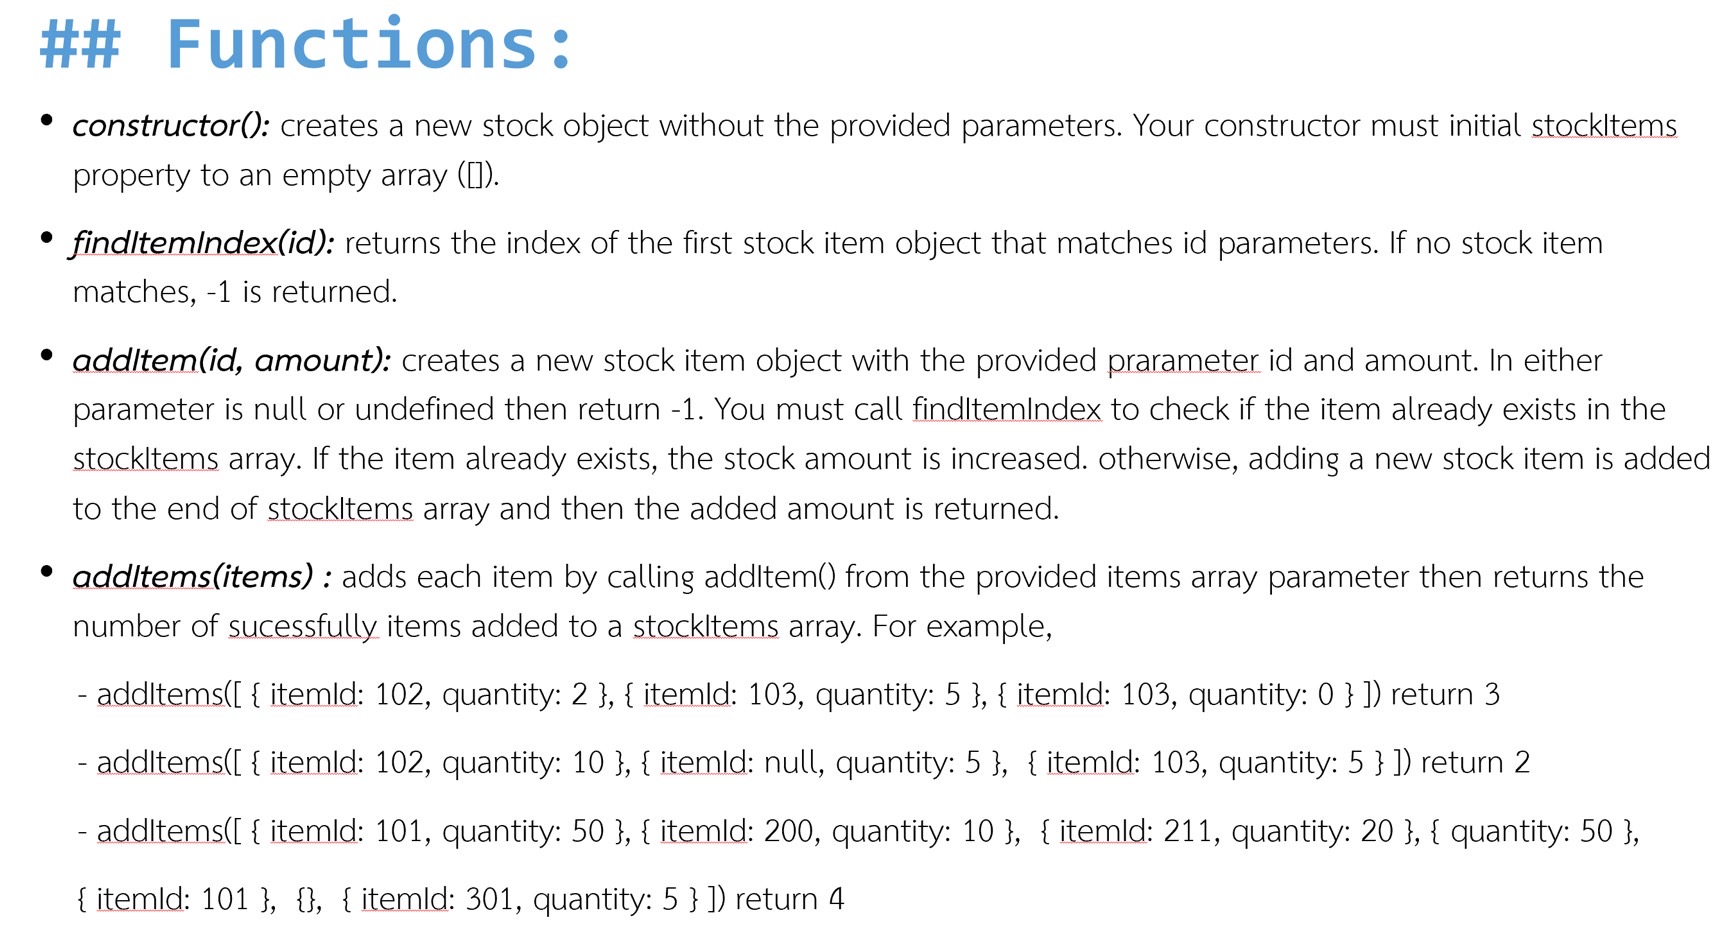 ## Functions:
• constructor(): creates a new stock object without the provided parameters. Your constructor must initial stockItems
property to an empty array ([]).
• findItemIndex(id): returns the index of the first stock item object that matches id parameters. If no stock item
matches, -1 is returned.
• addItem(id, amount): creates a new stock item object with the provided prarameter id and amount. In either
parameter is null or undefined then return -1. You must call findItemIndex to check if the item already exists in the
stockItems array. If the item already exists, the stock amount is increased. otherwise, adding a new stock item is added
to the end of stockItems array and then the added amount is returned.
• addItems(items) : adds each item by calling addItem() from the provided items array parameter then returns the
number of sucessfully items added to a stockItems array. For example,
- addItems([ { itemId: 102, quantity: 2 }, { itemId: 103, quantity: 5 }, { itemId: 103, quantity: 0 } ]) return 3
- addItems([ { itemId: 102, quantity: 10 }, { itemId: null, quantity: 5 }, { itemId: 103, quantity: 5 } ]) return 2
- addItems([ { itemId: 101, quantity: 50 }, { itemId: 200, quantity: 10 }, { itemId: 211, quantity: 20 }, { quantity: 50 },
{ itemId: 101 }, {}, { itemId: 301, quantity: 5 } ]) return 4